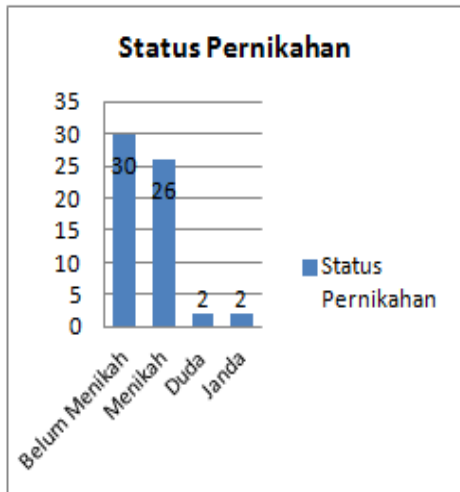 Status Pernikahan
35
30
25
20
15
10
5
0
30
26
2
2
Belum Menikah
Menikah
Duda
Janda
Status
Pernikahan